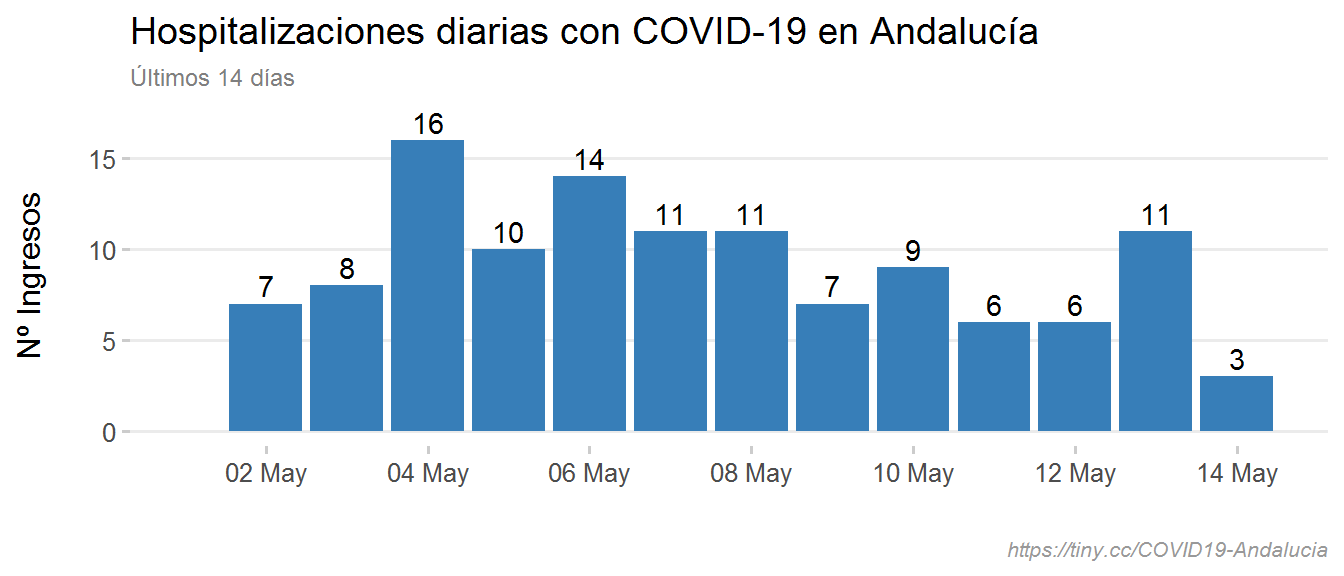 Hospitalizaciones diarias con COVID-19 en Andalucía
Últimos 14 días
Nº Ingresos
15
10
5
0
7
8
16
10
14
11
11
7
9
6
6
11
3
02 May
04 May
06 May
08 May
10 May
12 May
14 May
https://tiny.cc/COVID19-Andalucia